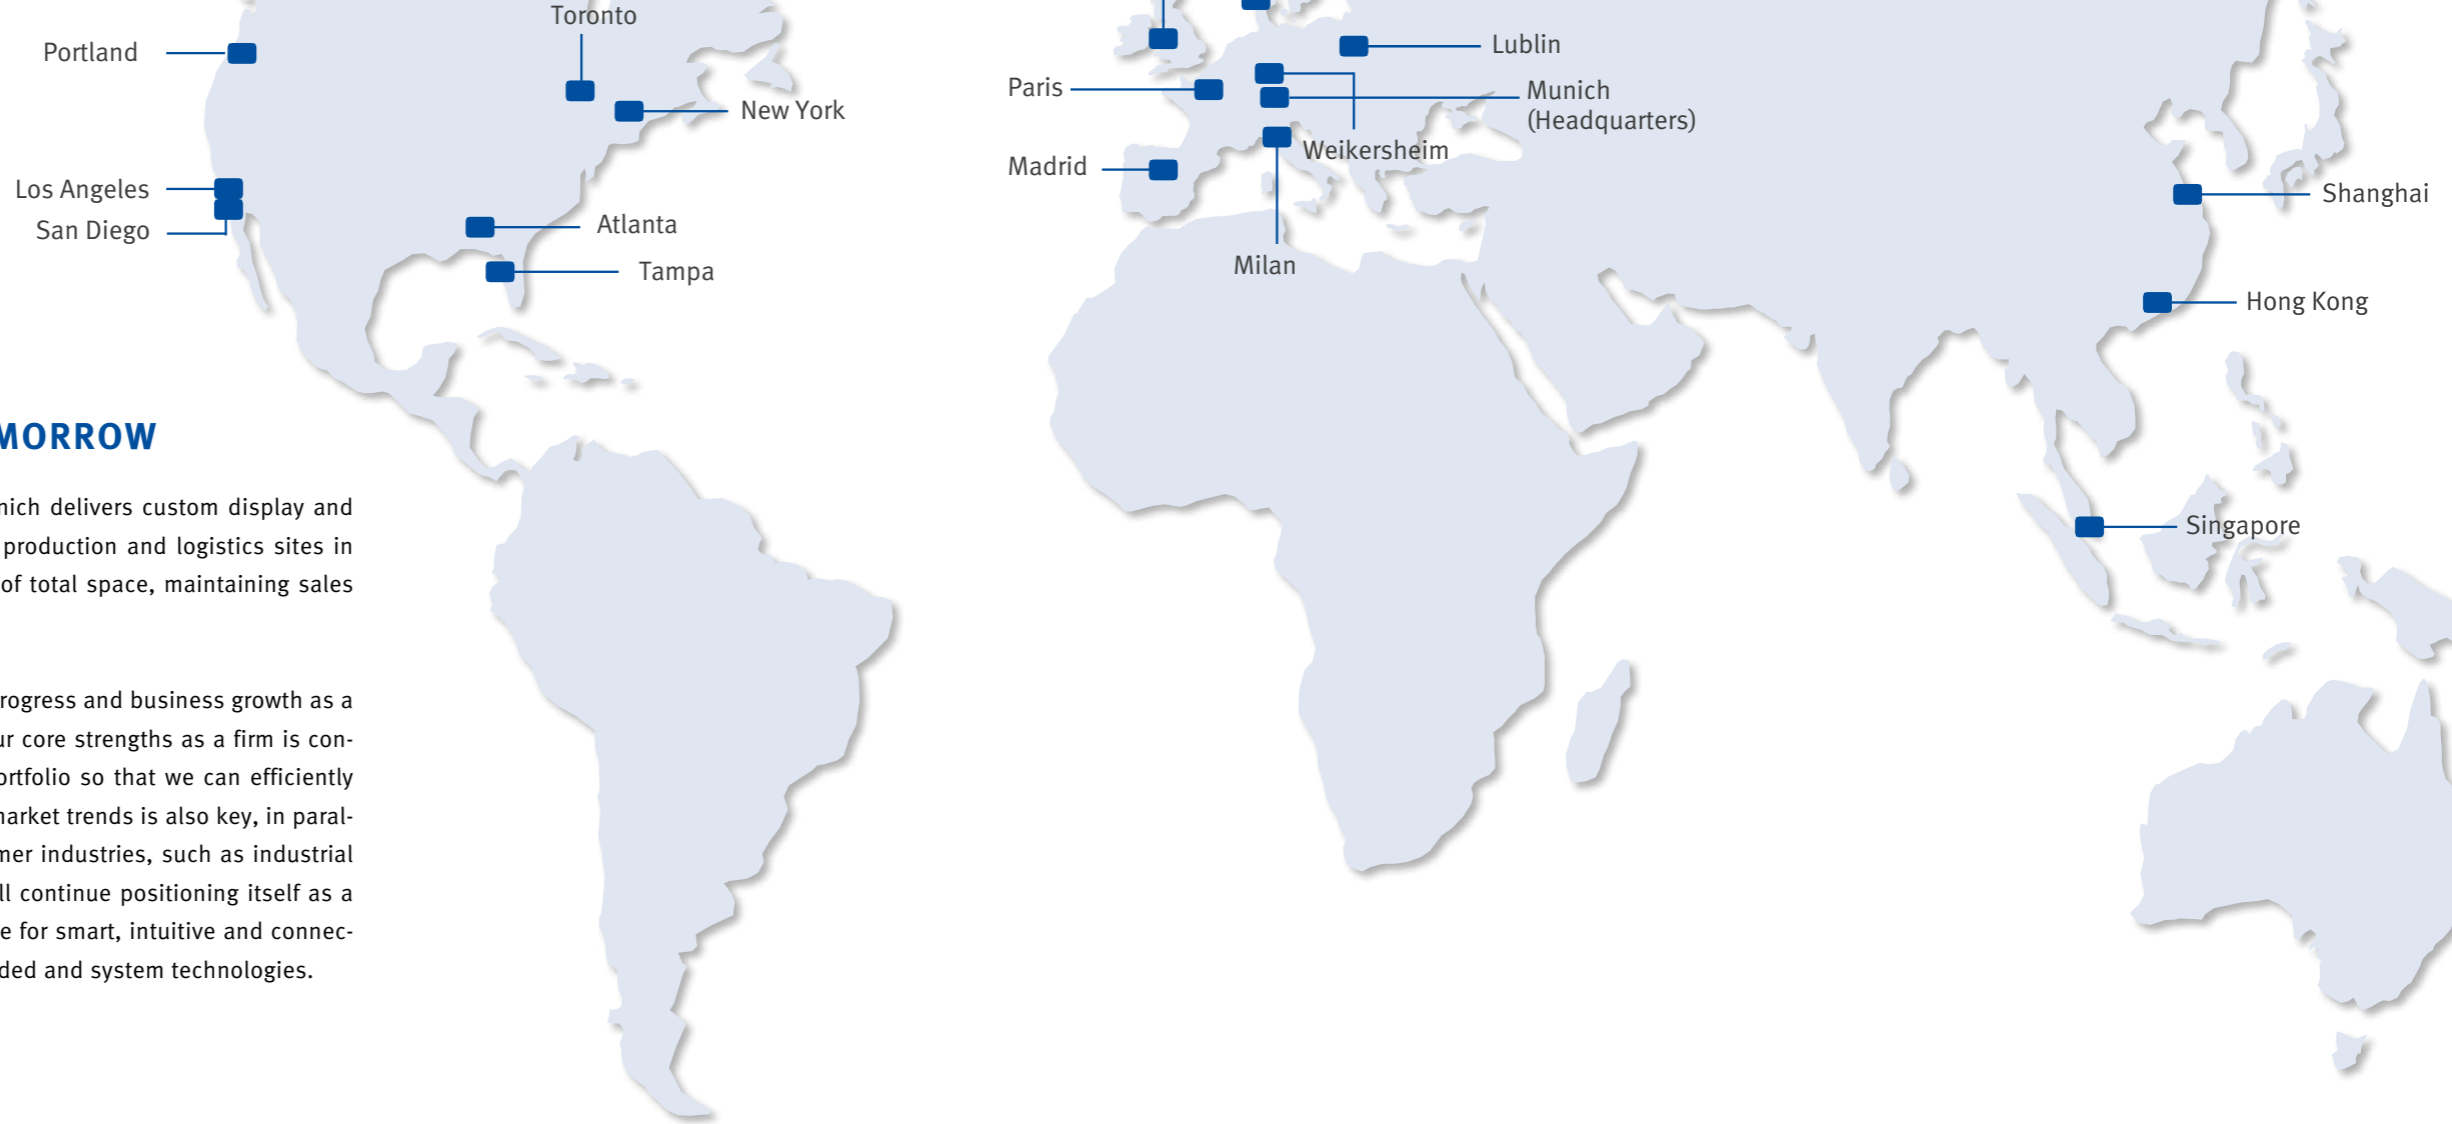 Toronto
Portland
New York
Los Angeles
San Diego
Atlanta
Tampa
Lublin
Paris
Munich
(Headquarters)
Weikersheim
Madrid
Milan
Shanghai
Hong Kong
Singapore
MORROW
nich delivers custom display and
production and logistics sites in
of total space, maintaining sales
rogress and business growth as a
ur core strengths as a firm is con-
ortfolio so that we can efficiently
market trends is also key, in paral-
mer industries, such as industrial
ll continue positioning itself as a
e for smart, intuitive and connec-
ded and system technologies.